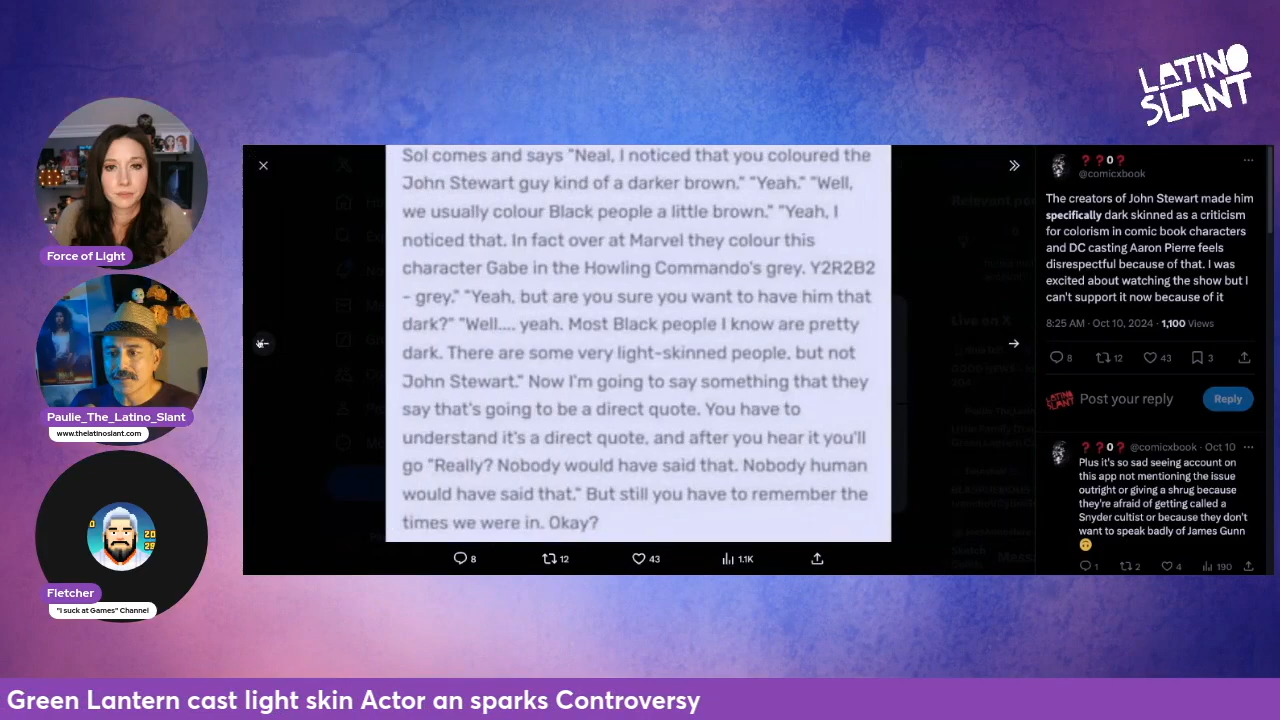 LATINO
SLANT
Force of Light
Paulie_The_Latino_Slant
www.thelatinoslant.com
Fletcher
"I suck at Games" Channel
Sol comes and says "Neal, I noticed that you coloured the
John Stewart guy kind of a darker brown." "Yeah." "Well,
we usually colour Black people a little brown." "Yeah, I
noticed that. In fact over at Marvel they colour this
character Gabe in the Howling Commando's grey. Y2R2B2
- grey." "Yeah, but are you sure you want to have him that
dark?" "Well.... yeah. Most Black people I know are pretty
dark. There are some very light-skinned people, but not
John Stewart." Now I'm going to say something that they
say that's going to be a direct quote. You have to
understand it's a direct quote, and after you hear it you'll
go "Really? Nobody would have said that. Nobody human
would have said that." But still you have to remember the
times we were in. Okay?
8 12 43 1.1K
❓❓0❓
@comicxbook
The creators of John Stewart made him
specifically dark skinned as a criticism
for colorism in comic book characters
and DC casting Aaron Pierre feels
disrespectful because of that. I was
excited about watching the show but I
can't support it now because of it
8:25 AM · Oct 10, 2024 · 1,100 Views
8 12 43 3
LATINO SLANT
Post your reply
Reply
❓❓0❓ @comicxbook · Oct 10
Plus it's so sad seeing account on
this app not mentioning the issue
outright or giving a shrug because
they're afraid of getting called a
Snyder cultist or because they don't
want to speak badly of James Gunn
🙃
1 2 4 190
Green Lantern cast light skin Actor an sparks Controversy